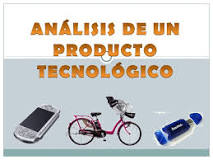 ANÁLISIS DE UN
PRODUCTO
TECNOLÓGICO